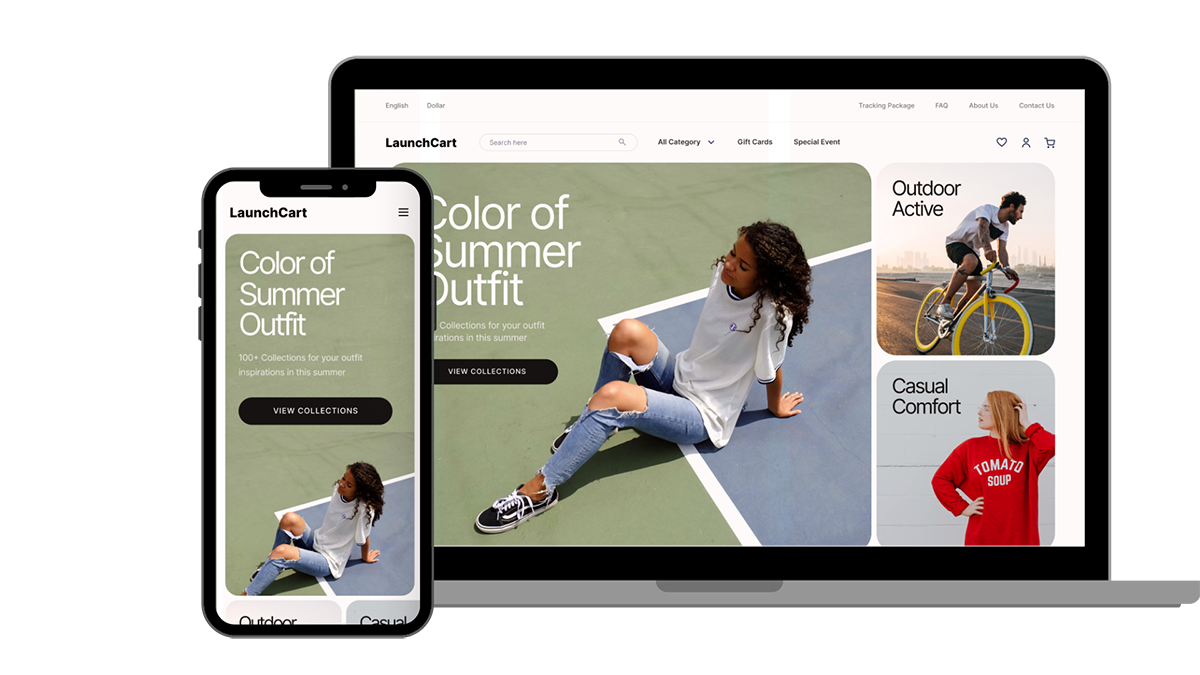 English Dollar Tracking Package FAQ About Us Contact Us
LaunchCart Search here All Category Gift Cards Special Event
Color of
Summer
Outfit
Collections for your outfit
in this summer
VIEW COLLECTIONS
Outdoor
Active
Casual
Comfort
TOMATO
SOUP
LaunchCart
Color of
Summer
Outfit
100+ Collections for your outfit
inspirations in this summer
VIEW COLLECTIONS
Outdoor Casual